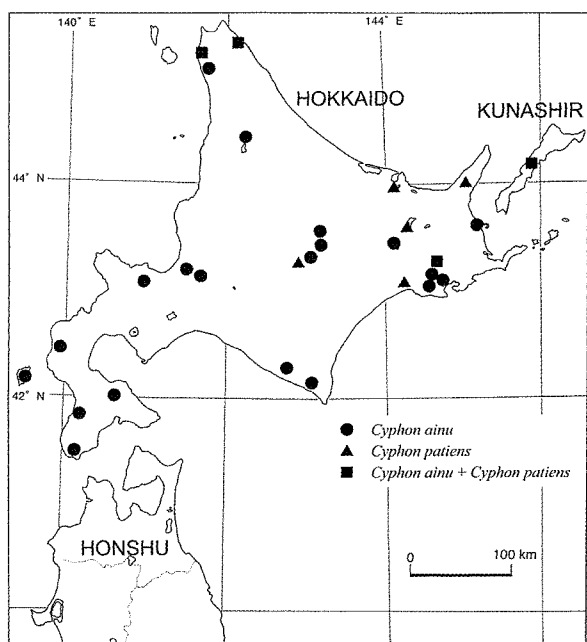 140° E
144° E
HOKKAIDO
KUNASHIR
44° N
42° N
Cyphon ainu
Cyphon patiens
Cyphon ainu + Cyphon patiens
HONSHU
0
100 km